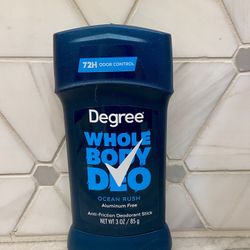 72H ODOR CONTROL
Degree
WHOLE
BODY
DEO
OCEAN RUSH
Aluminum Free
Anti-Friction Deodorant Stick
NET WT 3 OZ / 85 g